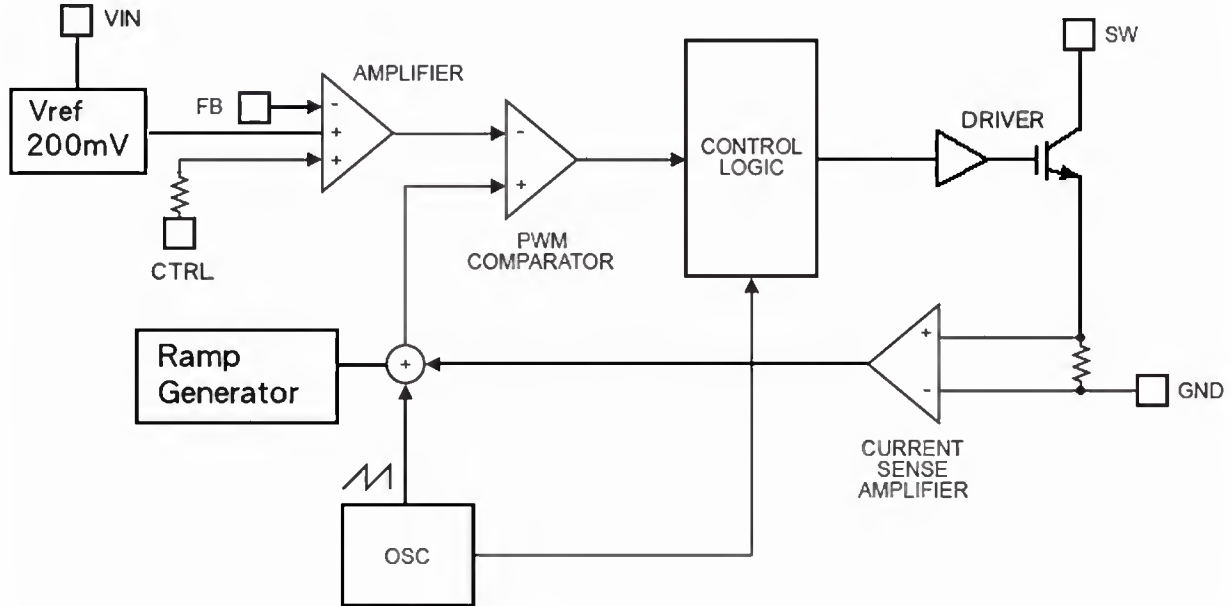 VIN
SW
Vref
200mV
FB
AMPLIFIER
-
+
+
-
+
PWM
COMPARATOR
CONTROL
LOGIC
DRIVER
CTRL
Ramp
Generator
+
+
-
GND
CURRENT
SENSE
AMPLIFIER
OSC